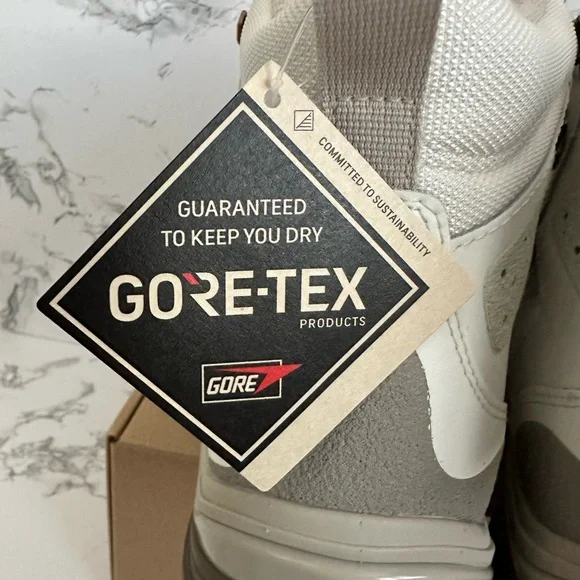 COMMITTED TO SUSTAINABILITY
GUARANTEED
TO KEEP YOU DRY
GORE-TEX
PRODUCTS
GORE